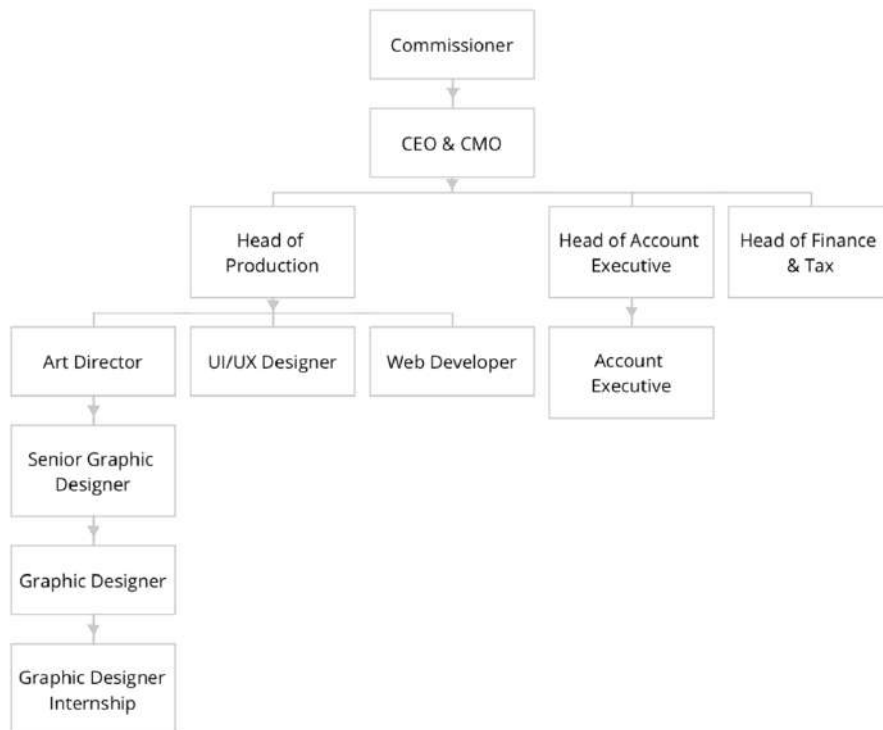 Commissioner
CEO & CMO
Head of
Production
Head of Account
Executive
Head of Finance
& Tax
Art Director
UI/UX Designer
Web Developer
Account
Executive
Senior Graphic
Designer
Graphic Designer
Graphic Designer
Internship